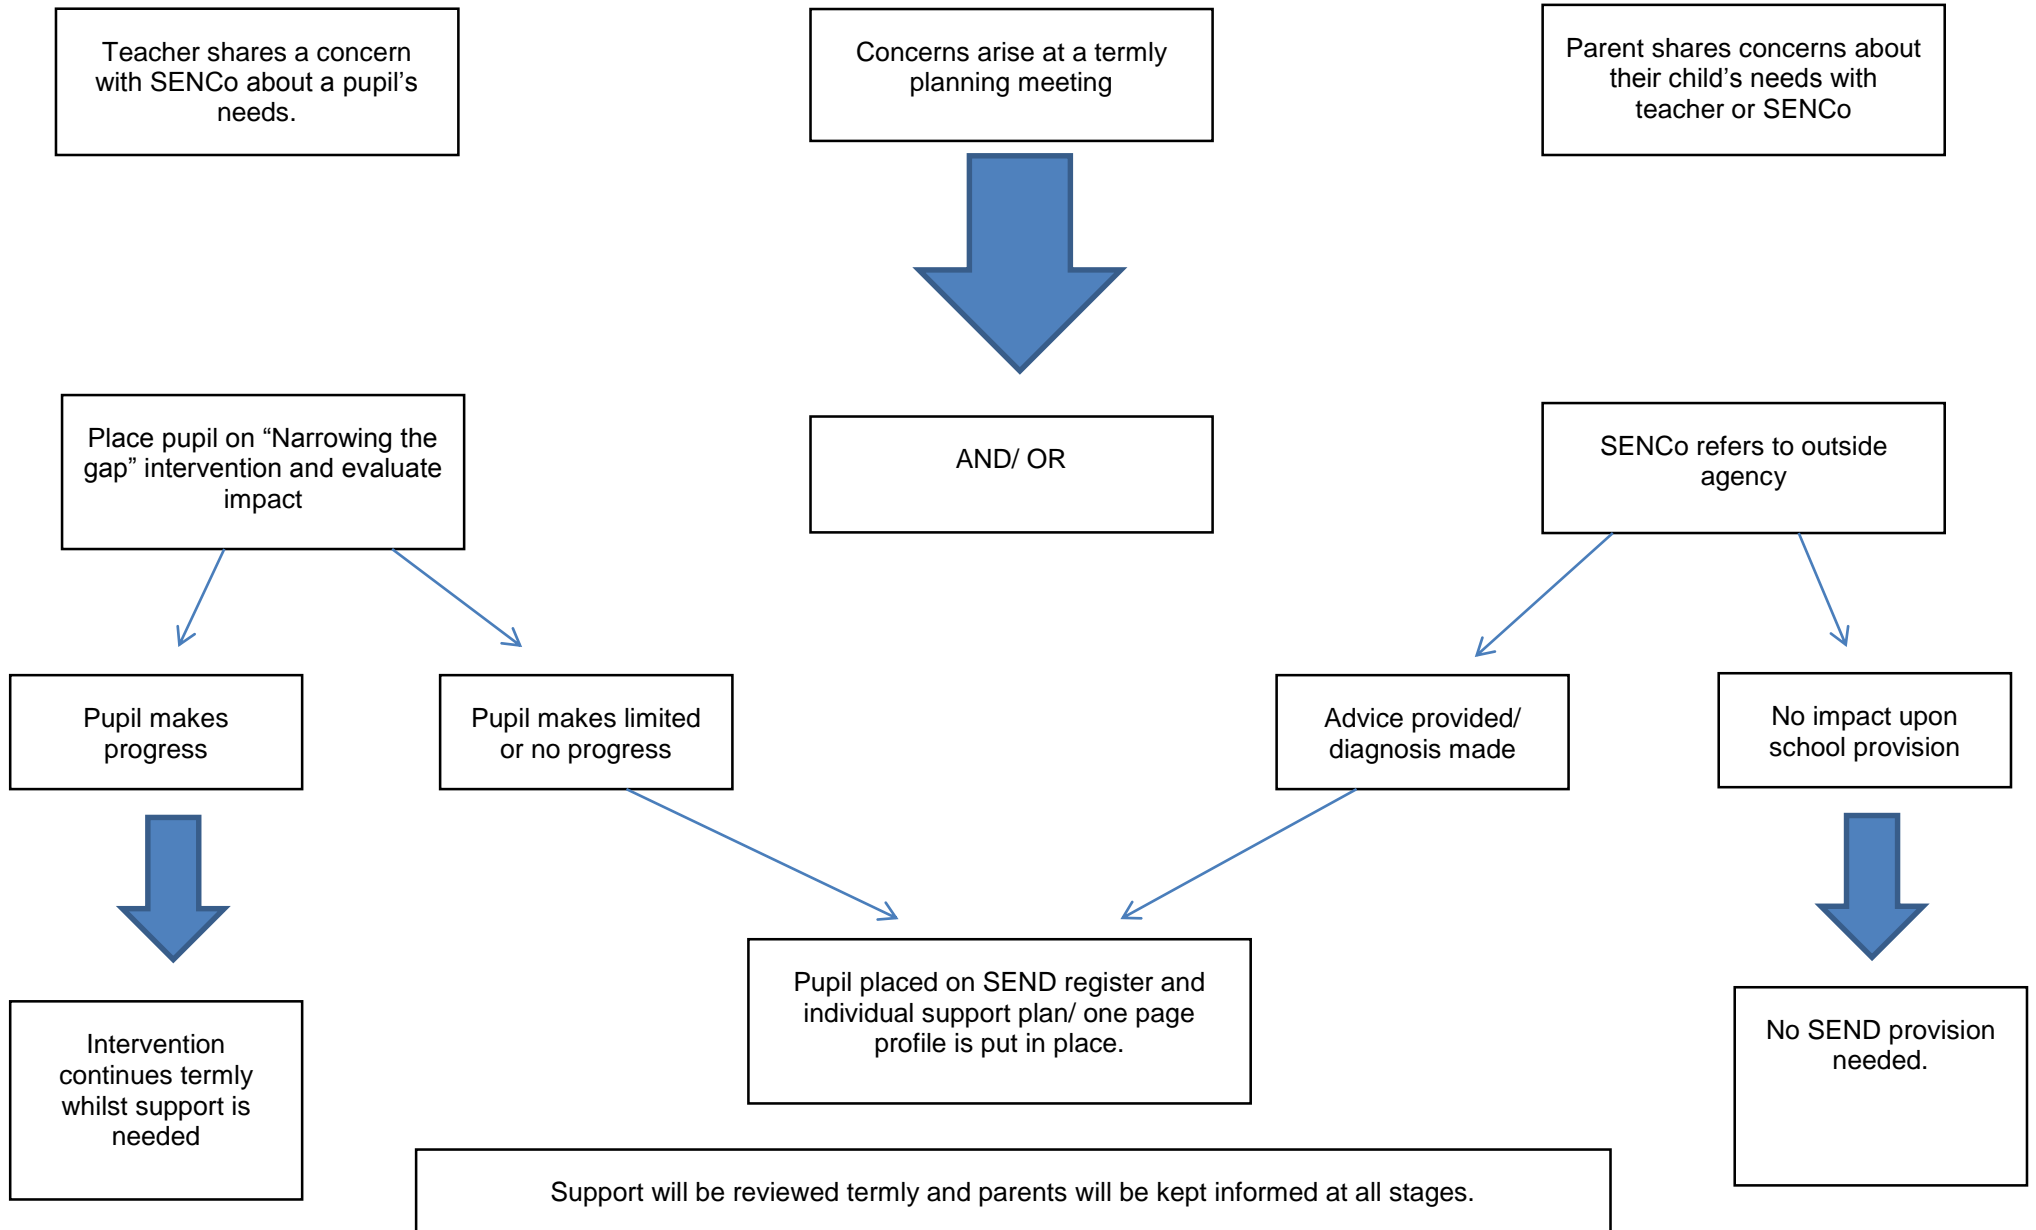 Teacher shares a concern
with SENCo about a pupil’s
needs.
Concerns arise at a termly
planning meeting
Parent shares concerns about
their child’s needs with
teacher or SENCo
Place pupil on “Narrowing the
gap” intervention and evaluate
impact
AND/ OR
SENCo refers to outside
agency
Pupil makes
progress
Pupil makes limited
or no progress
Advice provided/
diagnosis made
No impact upon
school provision
Intervention
continues termly
whilst support is
needed
Pupil placed on SEND register and
individual support plan/ one page
profile is put in place.
No SEND provision
needed.
Support will be reviewed termly and parents will be kept informed at all stages.